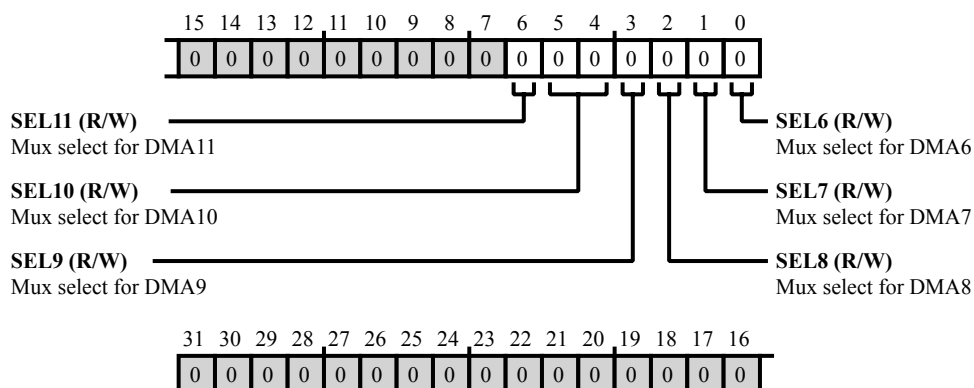 15 14 13 12 11 10 9 8 7 6 5 4 3 2 1 0
0 0 0 0 0 0 0 0 0 0 0 0 0 0 0 0
SEL11 (R/W)
Mux select for DMA11
SEL6 (R/W)
Mux select for DMA6
SEL10 (R/W)
Mux select for DMA10
SEL7 (R/W)
Mux select for DMA7
SEL9 (R/W)
Mux select for DMA9
SEL8 (R/W)
Mux select for DMA8
31 30 29 28 27 26 25 24 23 22 21 20 19 18 17 16
0 0 0 0 0 0 0 0 0 0 0 0 0 0 0 0